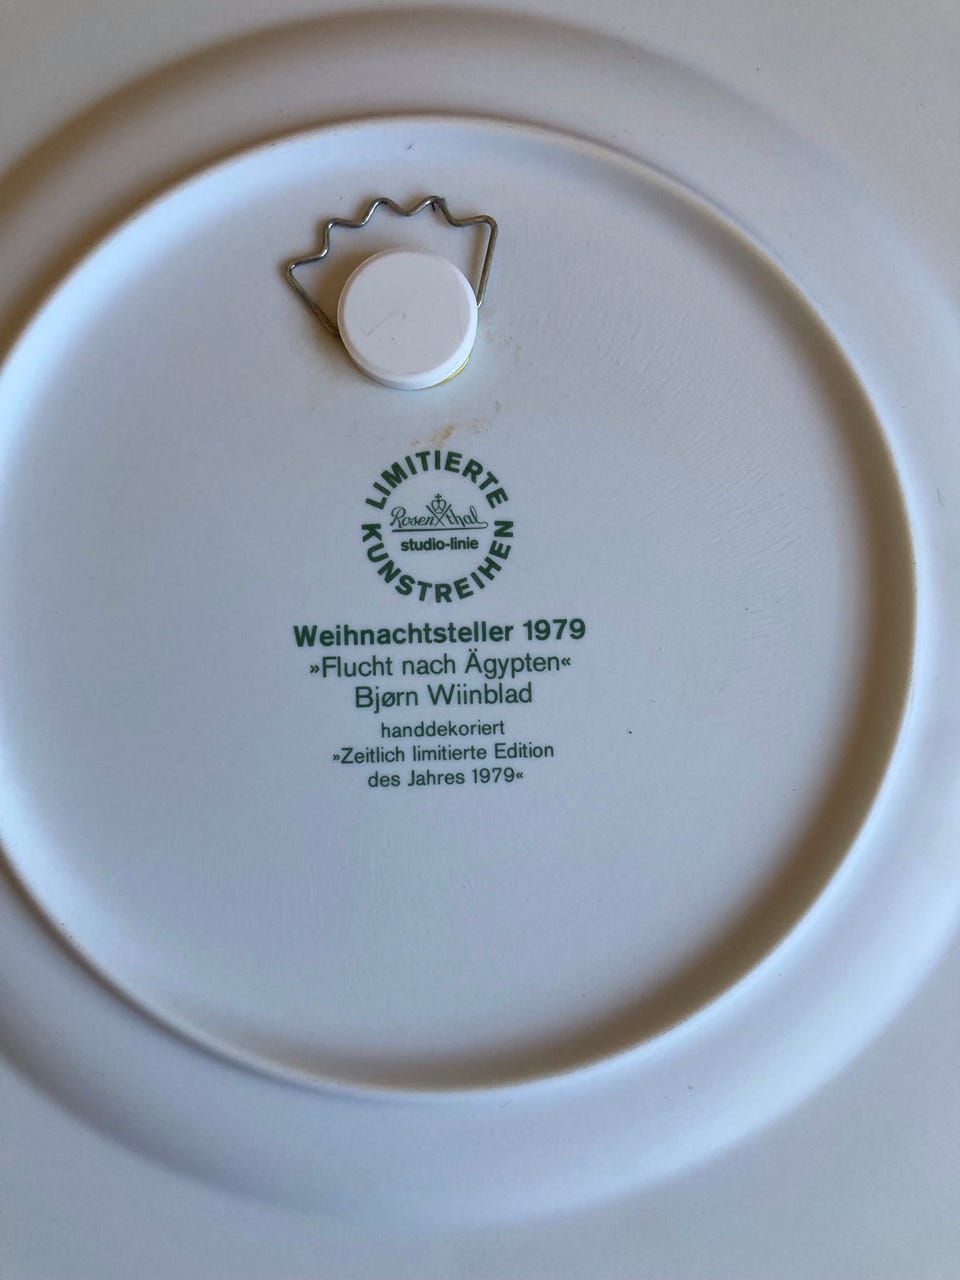 LIMITIERTE
Rosenthal
studio-linie
KUNSTREIHEN
Weihnachtsteller 1979
»Flucht nach Ägypten«
Bjørn Wiinblad
handdekoriert
»Zeitlich limitierte Edition
des Jahres 1979«